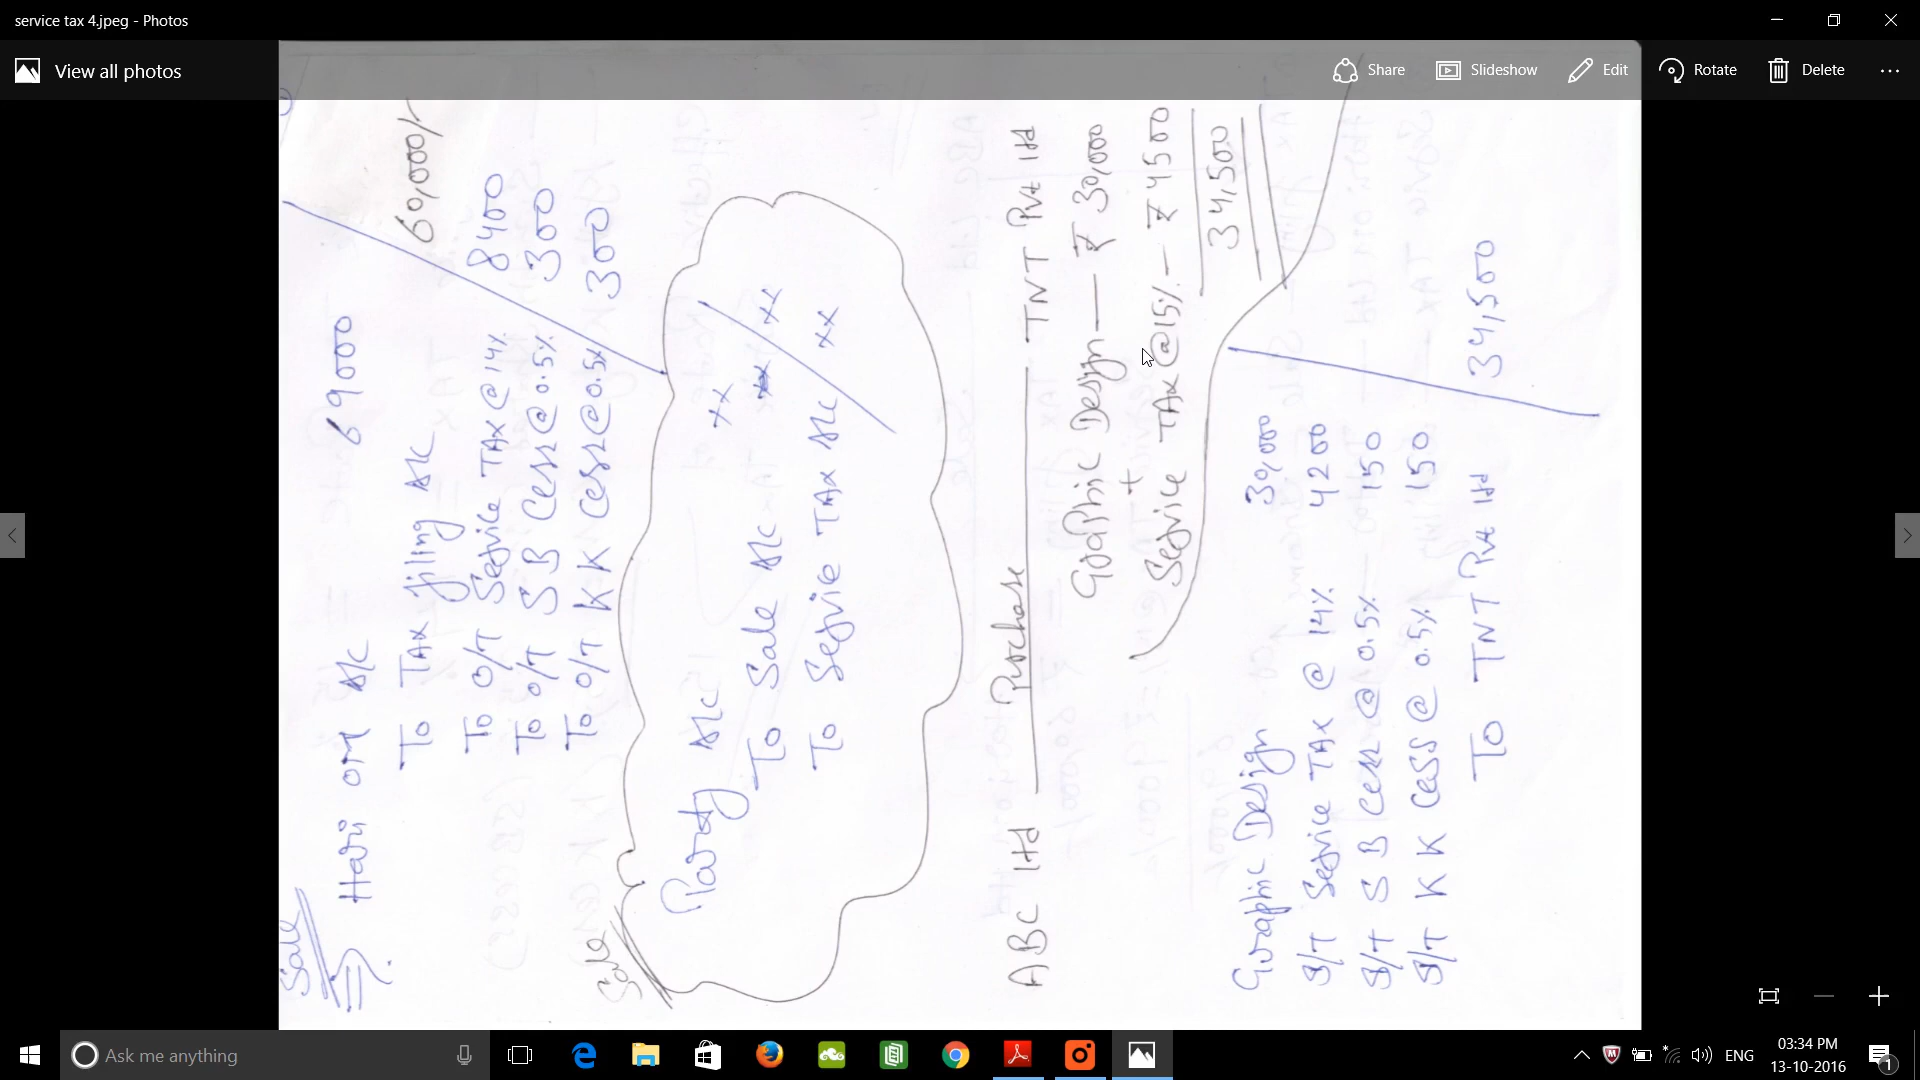 service tax 4.jpeg - Photos
View all photos
Share
Slideshow
Edit
Rotate
Delete
Sale
Hari om A/c 69000
To TAX filing A/c 60,000/-
To O/T Service TAX @ 14% 8400
To O/T S B Cess @ 0.5% 300
To O/T K K Cess @ 0.5% 300
Sale
Party A/c xx
To Sale A/c xx
To Service TAX A/c xx
ABC ltd Purchase TNT Pvt ltd
Graphic Design — ₹ 30,000
+
Service TAX @ 15% — ₹ 4500
34,500
Graphic Design 30,000
I/T Service TAX @ 14% 4200
I/T S B Cess @ 0.5% 150
I/T K K Cess @ 0.5% 150
To TNT Pvt ltd 34,500
Ask me anything
ENG
03:34 PM
13-10-2016
1